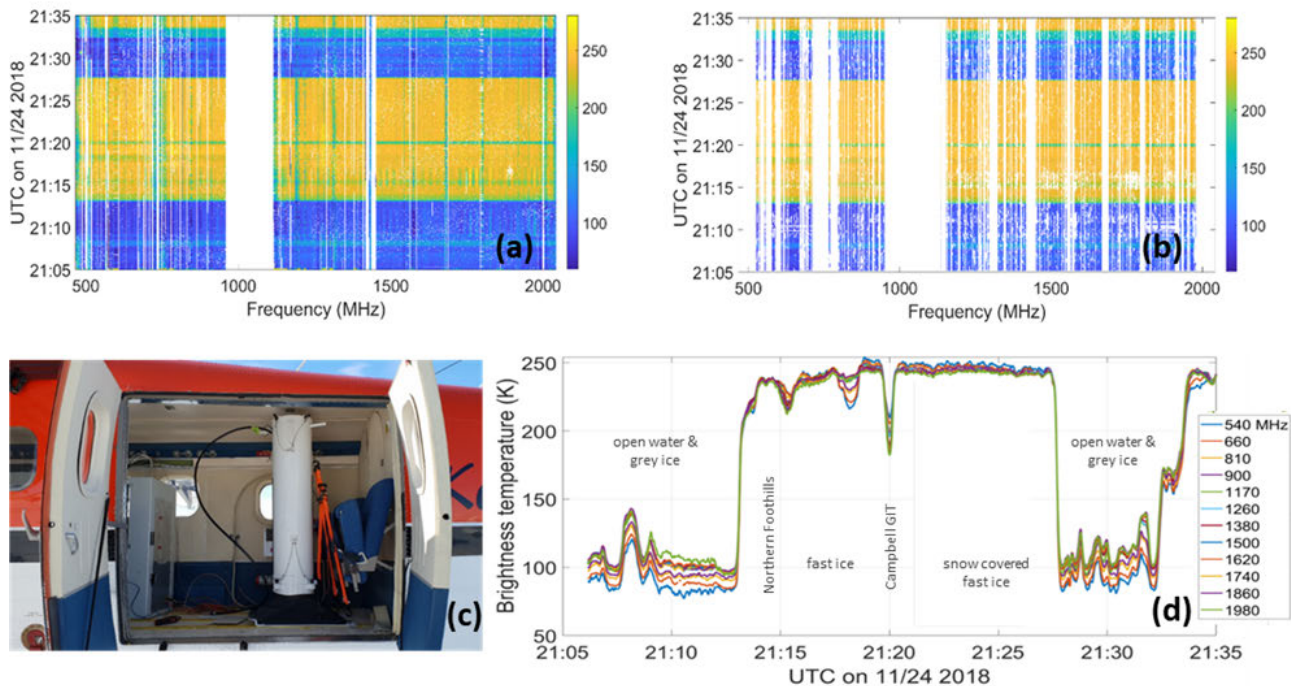 21:35
21:30
21:25
21:20
21:15
21:10
21:05
UTC on 11/24 2018
500
1000
1500
2000
Frequency (MHz)
250
200
150
100
(a)
21:35
21:30
21:25
21:20
21:15
21:10
21:05
UTC on 11/24 2018
500
1000
1500
2000
Frequency (MHz)
250
200
150
100
(b)
(c)
250
200
150
100
50
Brightness temperature (K)
open water &
grey ice
Northern Foothills
fast ice
Campbell GIT
snow covered
fast ice
open water &
grey ice
540 MHz
660
810
900
1170
1260
1380
1500
1620
1740
1860
1980
(d)
21:05
21:10
21:15
21:20
21:25
21:30
21:35
UTC on 11/24 2018